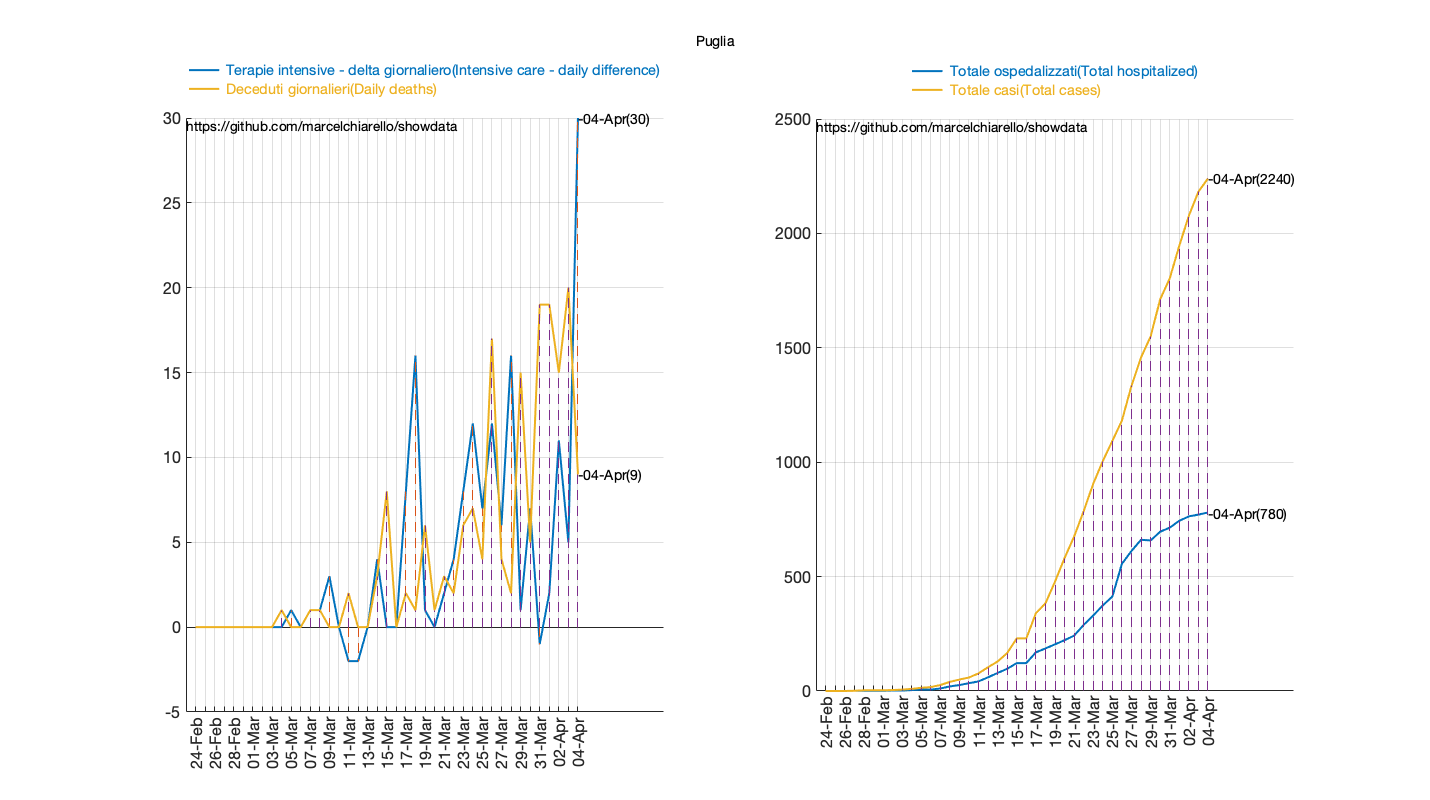 Puglia
Terapie intensive - delta giornaliero(Intensive care - daily difference)
Deceduti giornalieri(Daily deaths)
30
https://github.com/marcelchiarello/showdata
-04-Apr(30)
25
20
15
10
-04-Apr(9)
5
0
-5
24-Feb
26-Feb
28-Feb
01-Mar
03-Mar
05-Mar
07-Mar
09-Mar
11-Mar
13-Mar
15-Mar
17-Mar
19-Mar
21-Mar
23-Mar
25-Mar
27-Mar
29-Mar
31-Mar
02-Apr
04-Apr
Totale ospedalizzati(Total hospitalized)
Totale casi(Total cases)
2500
https://github.com/marcelchiarello/showdata
-04-Apr(2240)
2000
1500
1000
-04-Apr(780)
500
0
24-Feb
26-Feb
28-Feb
01-Mar
03-Mar
05-Mar
07-Mar
09-Mar
11-Mar
13-Mar
15-Mar
17-Mar
19-Mar
21-Mar
23-Mar
25-Mar
27-Mar
29-Mar
31-Mar
02-Apr
04-Apr